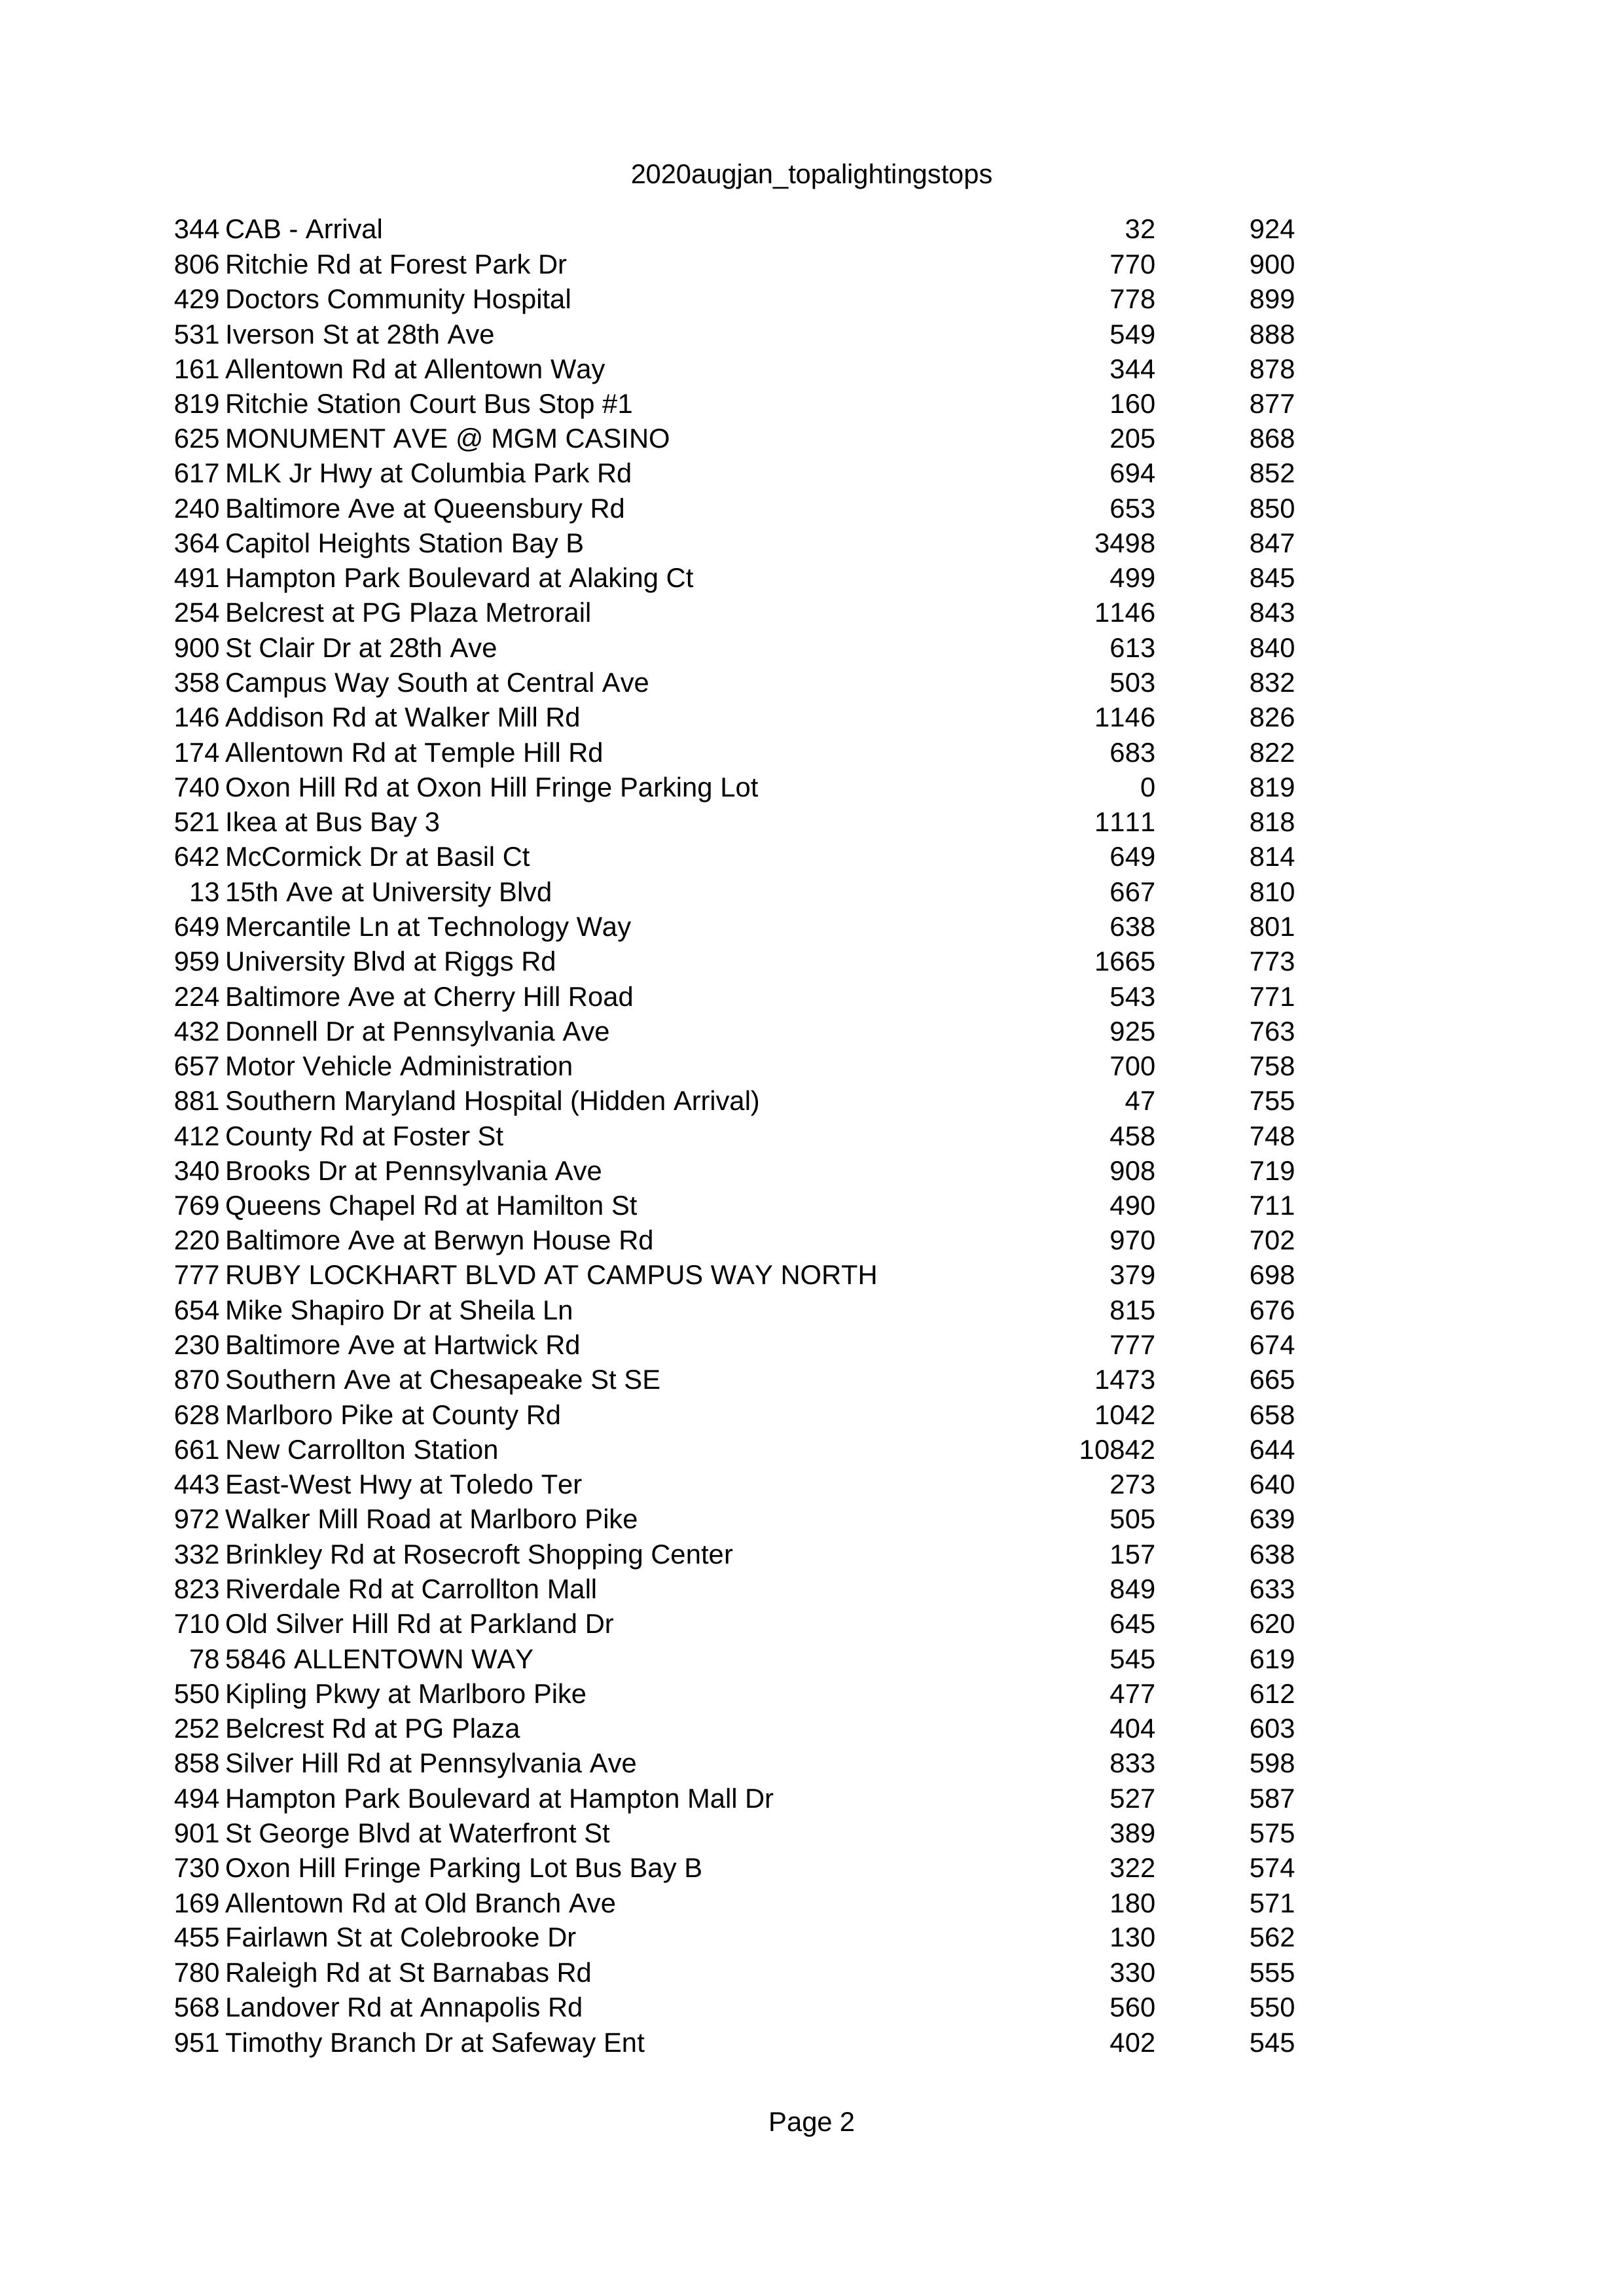 2020augjan_topalightingstops
344 CAB - Arrival 32 924
806 Ritchie Rd at Forest Park Dr 770 900
429 Doctors Community Hospital 778 899
531 Iverson St at 28th Ave 549 888
161 Allentown Rd at Allentown Way 344 878
819 Ritchie Station Court Bus Stop #1 160 877
625 MONUMENT AVE @ MGM CASINO 205 868
617 MLK Jr Hwy at Columbia Park Rd 694 852
240 Baltimore Ave at Queensbury Rd 653 850
364 Capitol Heights Station Bay B 3498 847
491 Hampton Park Boulevard at Alaking Ct 499 845
254 Belcrest at PG Plaza Metrorail 1146 843
900 St Clair Dr at 28th Ave 613 840
358 Campus Way South at Central Ave 503 832
146 Addison Rd at Walker Mill Rd 1146 826
174 Allentown Rd at Temple Hill Rd 683 822
740 Oxon Hill Rd at Oxon Hill Fringe Parking Lot 0 819
521 Ikea at Bus Bay 3 1111 818
642 McCormick Dr at Basil Ct 649 814
13 15th Ave at University Blvd 667 810
649 Mercantile Ln at Technology Way 638 801
959 University Blvd at Riggs Rd 1665 773
224 Baltimore Ave at Cherry Hill Road 543 771
432 Donnell Dr at Pennsylvania Ave 925 763
657 Motor Vehicle Administration 700 758
881 Southern Maryland Hospital (Hidden Arrival) 47 755
412 County Rd at Foster St 458 748
340 Brooks Dr at Pennsylvania Ave 908 719
769 Queens Chapel Rd at Hamilton St 490 711
220 Baltimore Ave at Berwyn House Rd 970 702
777 RUBY LOCKHART BLVD AT CAMPUS WAY NORTH 379 698
654 Mike Shapiro Dr at Sheila Ln 815 676
230 Baltimore Ave at Hartwick Rd 777 674
870 Southern Ave at Chesapeake St SE 1473 665
628 Marlboro Pike at County Rd 1042 658
661 New Carrollton Station 10842 644
443 East-West Hwy at Toledo Ter 273 640
972 Walker Mill Road at Marlboro Pike 505 639
332 Brinkley Rd at Rosecroft Shopping Center 157 638
823 Riverdale Rd at Carrollton Mall 849 633
710 Old Silver Hill Rd at Parkland Dr 645 620
78 5846 ALLENTOWN WAY 545 619
550 Kipling Pkwy at Marlboro Pike 477 612
252 Belcrest Rd at PG Plaza 404 603
858 Silver Hill Rd at Pennsylvania Ave 833 598
494 Hampton Park Boulevard at Hampton Mall Dr 527 587
901 St George Blvd at Waterfront St 389 575
730 Oxon Hill Fringe Parking Lot Bus Bay B 322 574
169 Allentown Rd at Old Branch Ave 180 571
455 Fairlawn St at Colebrooke Dr 130 562
780 Raleigh Rd at St Barnabas Rd 330 555
568 Landover Rd at Annapolis Rd 560 550
951 Timothy Branch Dr at Safeway Ent 402 545
Page 2